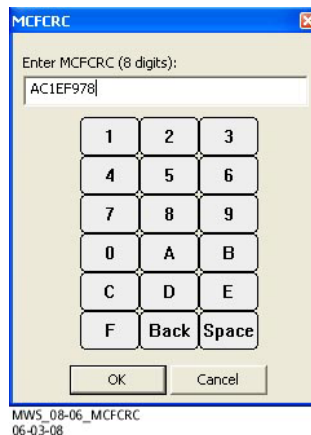 MCFCRC
Enter MCFCRC (8 digits):
AC1EF978
1 2 3
4 5 6
7 8 9
0 A B
C D E
F Back Space
OK Cancel
MWS_08-06_MCFCRC
06-03-08